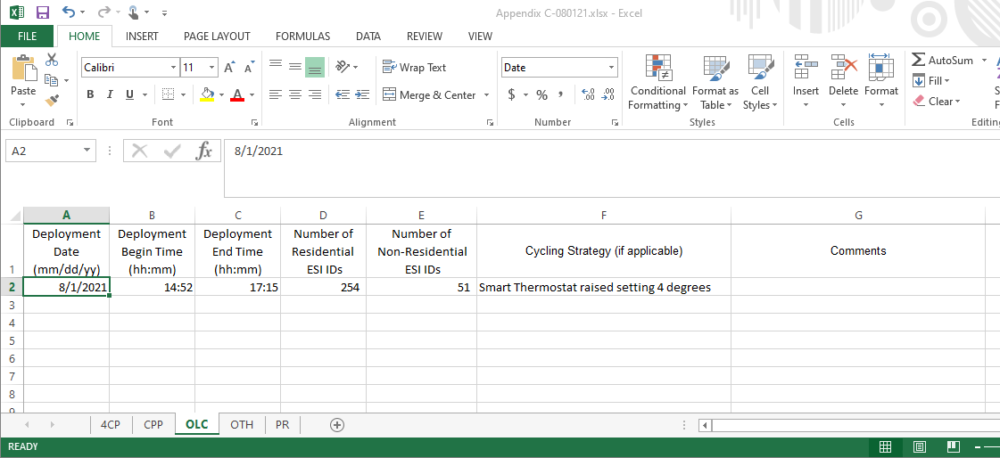 Appendix C-080121.xlsx - Excel
FILE HOME INSERT PAGE LAYOUT FORMULAS DATA REVIEW VIEW
Calibri 11 Wrap Text Date AutoSum
Paste Conditional Format as Cell Insert Delete Format Fill
B I U A Merge & Center $ % , Formatting Table Styles Clear
Clipboard Font Alignment Number Styles Cells Editin
A2 fx 8/1/2021
A B C D E F G
Deployment Deployment Deployment Number of Number of
Date Begin Time End Time Residential Non-Residential Cycling Strategy (if applicable) Comments
1 (mm/dd/yy) (hh:mm) (hh:mm) ESI IDs ESI IDs
2 8/1/2021 14:52 17:15 254 51 Smart Thermostat raised setting 4 degrees
3
4
5
6
7
8
4CP CPP OLC OTH PR
READY